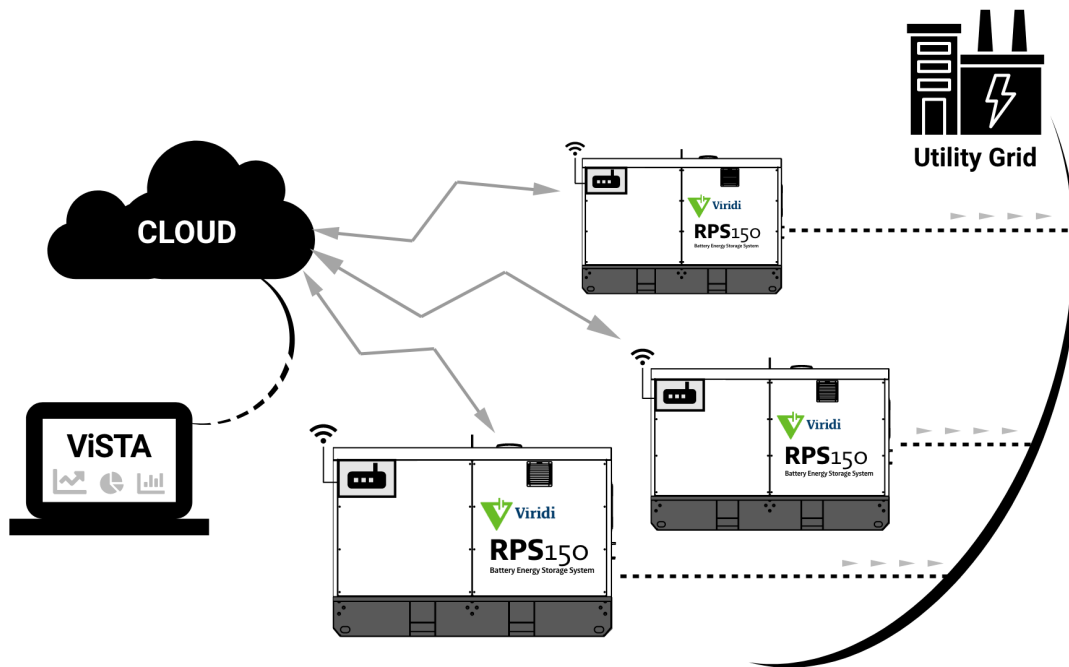 Utility Grid
CLOUD
Viridi
RPS150
Battery Energy Storage System
ViSTA
Viridi
RPS150
Battery Energy Storage System
Viridi
RPS150
Battery Energy Storage System